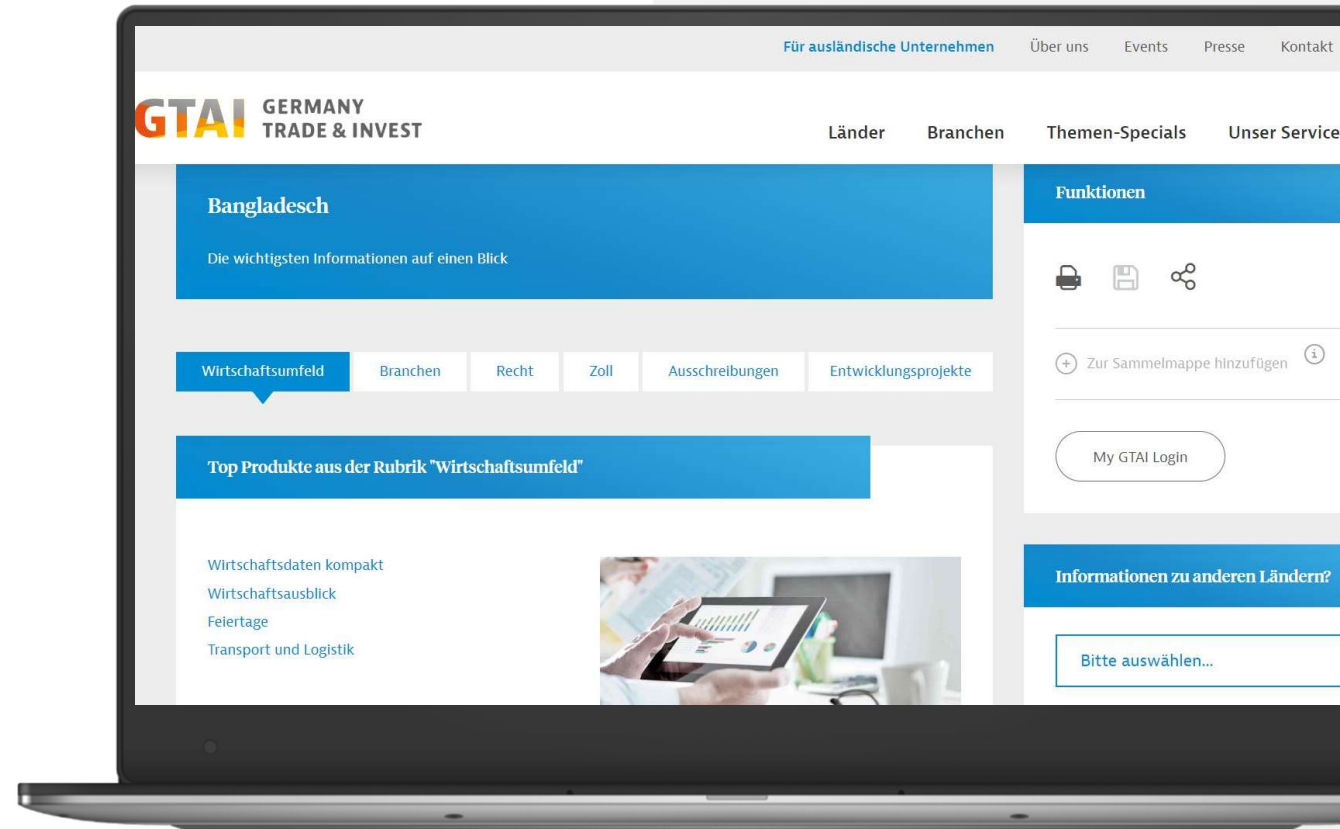 Für ausländische Unternehmen Über uns Events Presse Kontakt
GTAI GERMANY
TRADE & INVEST
Länder Branchen Themen-Specials Unser Service
Bangladesch
Die wichtigsten Informationen auf einen Blick
Funktionen
Zur Sammelmappe hinzufügen
Wirtschaftsumfeld Branchen Recht Zoll Ausschreibungen Entwicklungsprojekte
My GTAI Login
Top Produkte aus der Rubrik "Wirtschaftsumfeld"
Wirtschaftsdaten kompakt
Wirtschaftsausblick
Feiertage
Transport und Logistik
Informationen zu anderen Ländern?
Bitte auswählen...